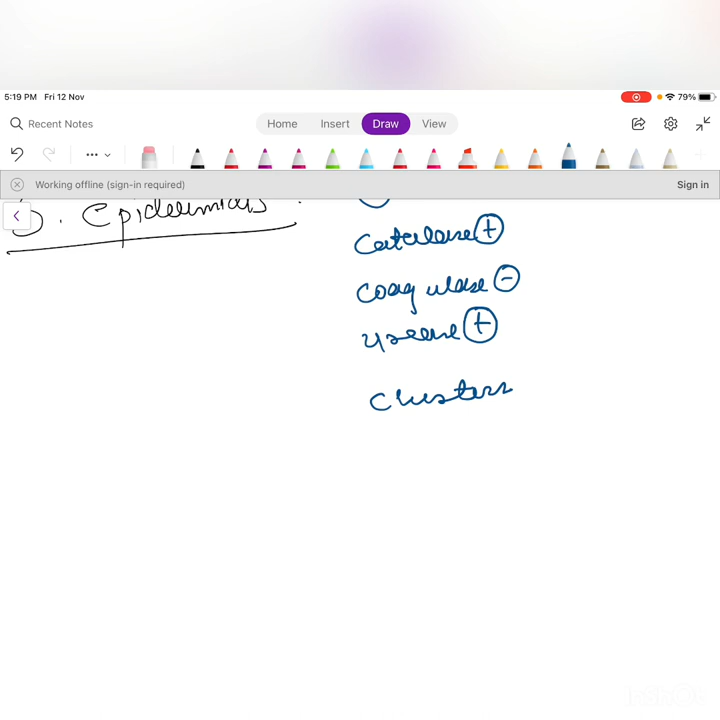 5:19 PM Fri 12 Nov
79%
Recent Notes
Home Insert Draw View
Working offline (sign-in required)
Sign in
S. Epidermidis :
Catalase +
Coagulase -
Urease +
Clusters
InShOt